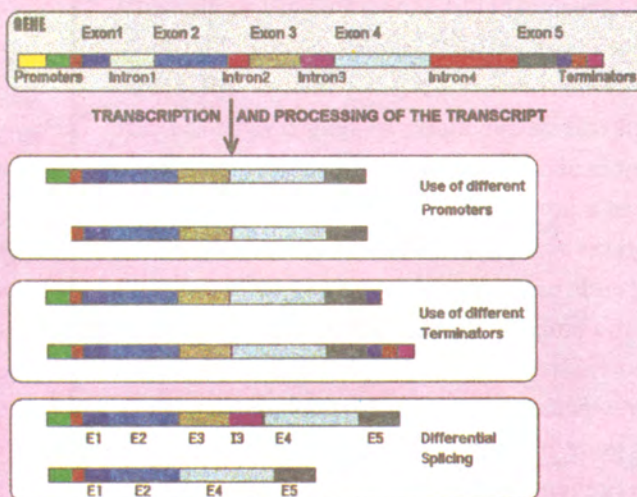 GENE
Exon1 Exon 2 Exon 3 Exon 4 Exon 5
Promoters Intron1 Intron2 Intron3 Intron4 Terminators
TRANSCRIPTION AND PROCESSING OF THE TRANSCRIPT
Use of different
Promoters
Use of different
Terminators
E1 E2 E3 I3 E4 E5
Differential
Splicing
E1 E2 E4 E5